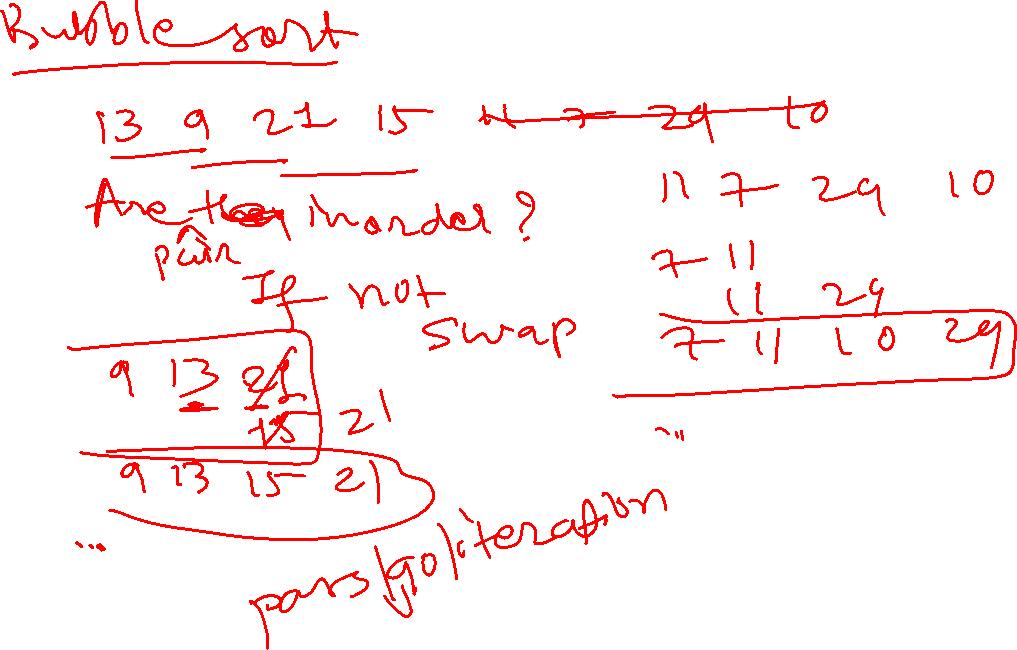 Bubble sort
13 9 21 15 11 7 29 10
Are they in order?
pair
If not
swap
9 13 21
15 21
9 13 15 21
...
pass/go/iteration
11 7 29 10
7 11
11 29
7 11 10 29
...